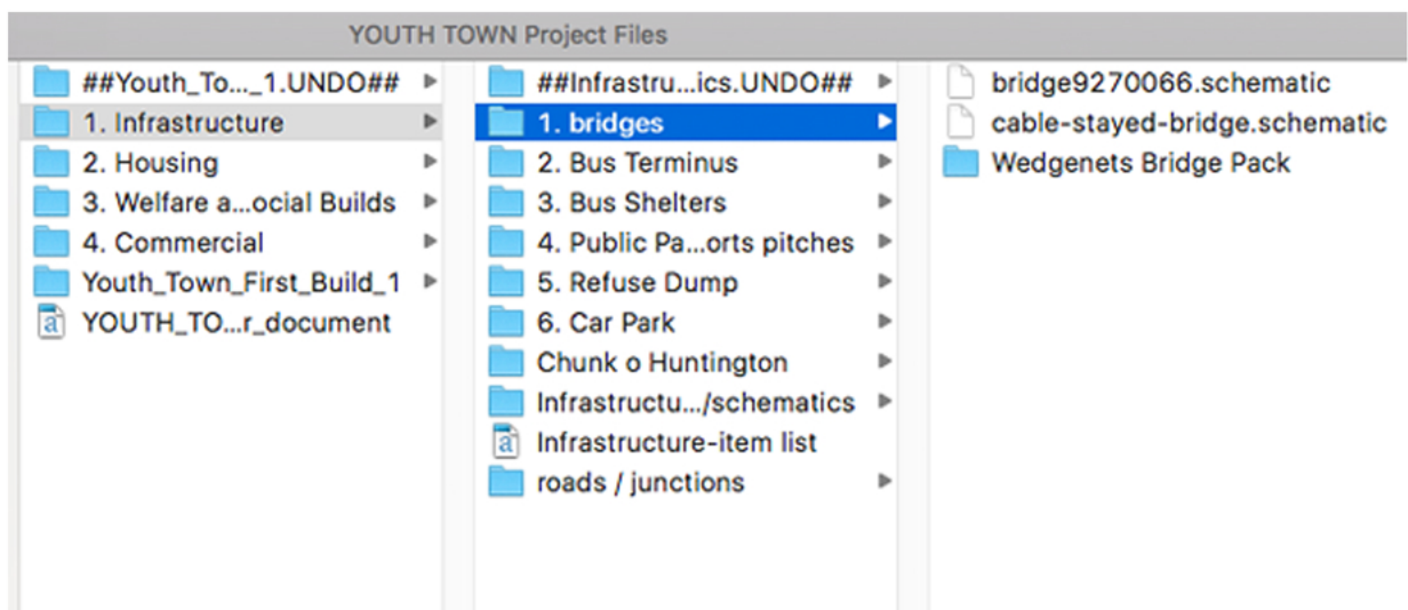 YOUTH TOWN Project Files
##Youth_To..._1.UNDO##
1. Infrastructure
2. Housing
3. Welfare a...ocial Builds
4. Commercial
Youth_Town_First_Build_1
YOUTH_TO...r_document
##Infrastru...ics.UNDO##
1. bridges
2. Bus Terminus
3. Bus Shelters
4. Public Pa...orts pitches
5. Refuse Dump
6. Car Park
Chunk o Huntington
Infrastructu.../schematics
Infrastructure-item list
roads / junctions
bridge9270066.schematic
cable-stayed-bridge.schematic
Wedgenets Bridge Pack